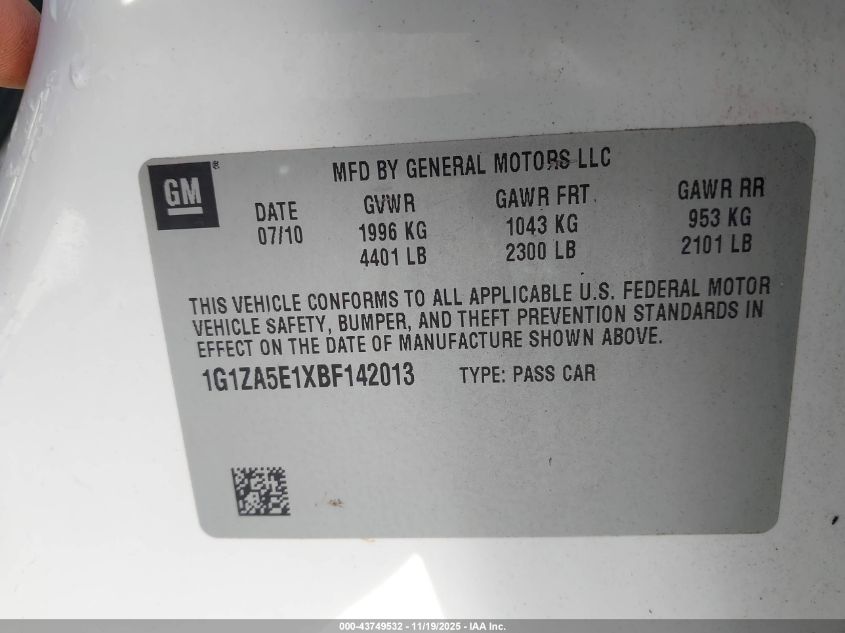 MFD BY GENERAL MOTORS LLC
GM®
DATE 07/10
GVWR 1996 KG 4401 LB
GAWR FRT. 1043 KG 2300 LB
GAWR RR 953 KG 2101 LB
THIS VEHICLE CONFORMS TO ALL APPLICABLE U.S. FEDERAL MOTOR
VEHICLE SAFETY, BUMPER, AND THEFT PREVENTION STANDARDS IN
EFFECT ON THE DATE OF MANUFACTURE SHOWN ABOVE.
1G1ZA5E1XBF142013 TYPE: PASS CAR
000-43749532 - 11/19/2025 - IAA Inc.